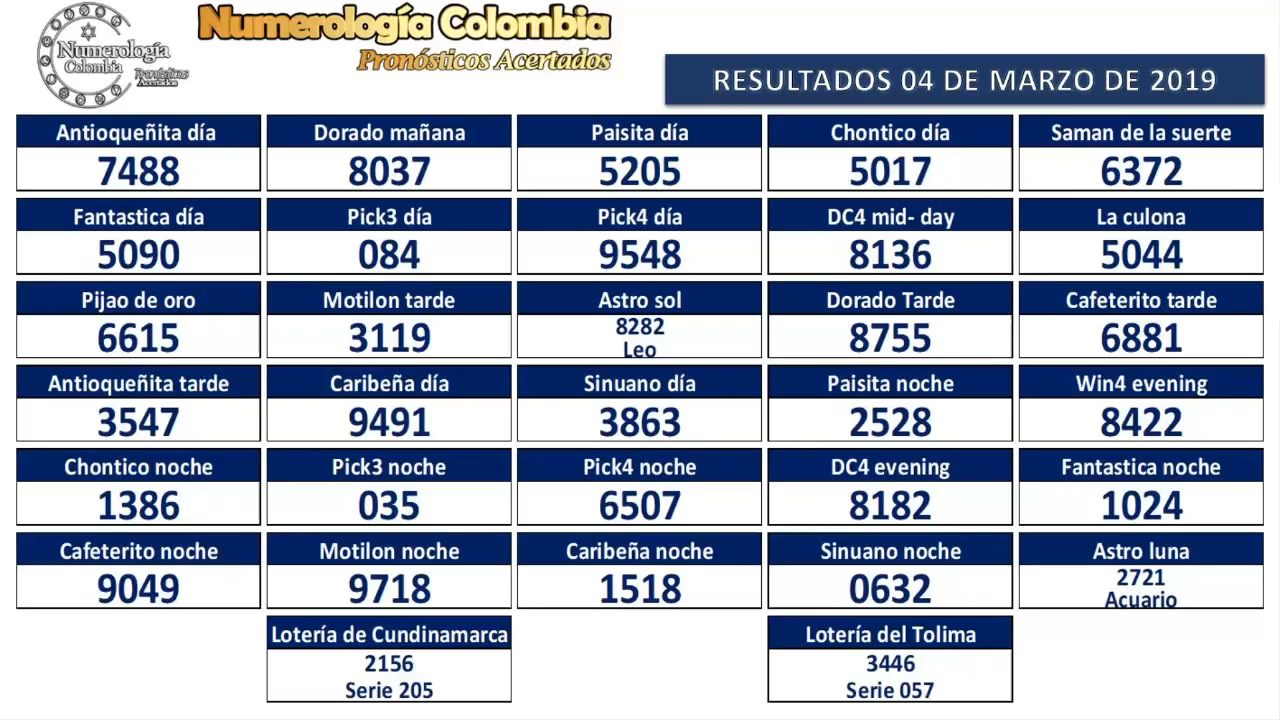 Numerología
Colombia
Pronósticos
Acertados
Numerología Colombia
Pronósticos Acertados
RESULTADOS 04 DE MARZO DE 2019
Antioqueñita día
7488
Dorado mañana
8037
Paisita día
5205
Chontico día
5017
Saman de la suerte
6372
Fantastica día
5090
Pick3 día
084
Pick4 día
9548
DC4 mid- day
8136
La culona
5044
Pijao de oro
6615
Motilon tarde
3119
Astro sol
8282
Leo
Dorado Tarde
8755
Cafeterito tarde
6881
Antioqueñita tarde
3547
Caribeña día
9491
Sinuano día
3863
Paisita noche
2528
Win4 evening
8422
Chontico noche
1386
Pick3 noche
035
Pick4 noche
6507
DC4 evening
8182
Fantastica noche
1024
Cafeterito noche
9049
Motilon noche
9718
Caribeña noche
1518
Sinuano noche
0632
Astro luna
2721
Acuario
Lotería de Cundinamarca
2156
Serie 205
Lotería del Tolima
3446
Serie 057